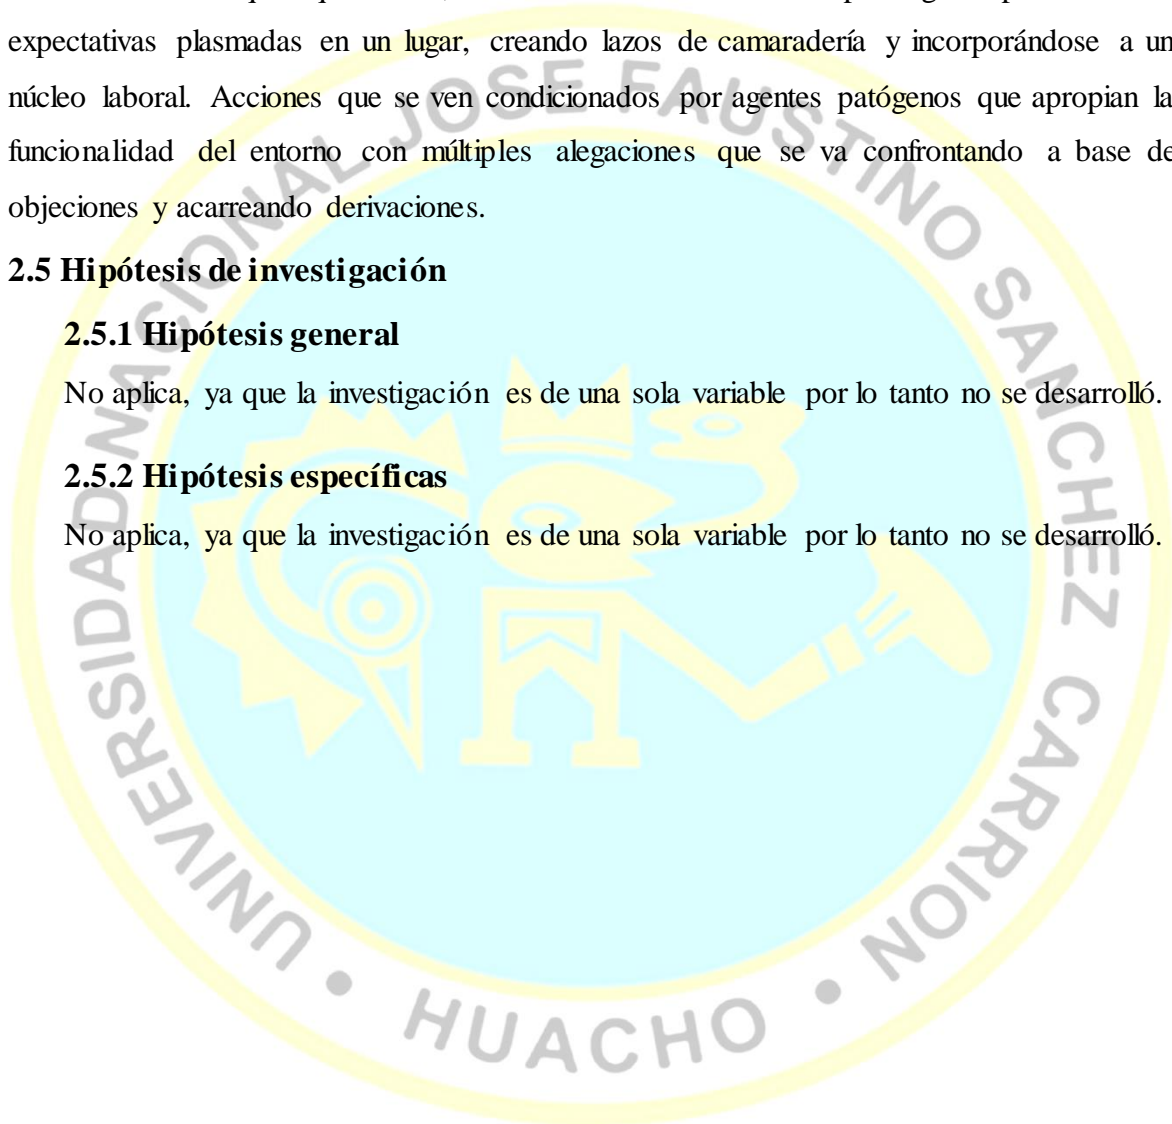 expectativas plasmadas en un lugar, creando lazos de camaradería y incorporándose a un
núcleo laboral. Acciones que se ven condicionados por agentes patógenos que apropian la
funcionalidad del entorno con múltiples alegaciones que se va confrontando a base de
objeciones y acarreando derivaciones.
2.5 Hipótesis de investigación
2.5.1 Hipótesis general
No aplica, ya que la investigación es de una sola variable por lo tanto no se desarrolló.
2.5.2 Hipótesis específicas
No aplica, ya que la investigación es de una sola variable por lo tanto no se desarrolló.
UNIVERSIDAD NACIONAL JOSE FAUSTINO SANCHEZ CARRION
• HUACHO •